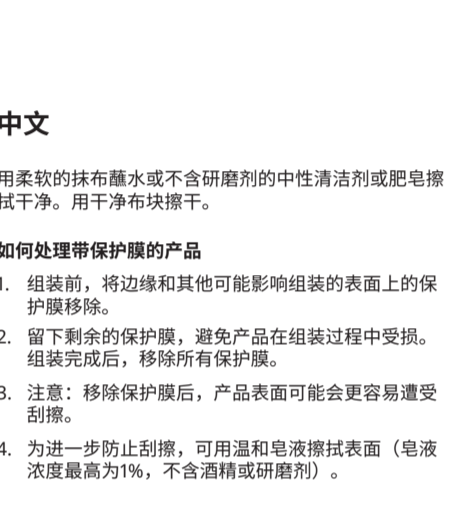 中文
用柔软的抹布蘸水或不含研磨剂的中性清洁剂或肥皂擦
拭干净。用干净布块擦干。
如何处理带保护膜的产品
1. 组装前，将边缘和其他可能影响组装的表面上的保
护膜移除。
2. 留下剩余的保护膜，避免产品在组装过程中受损。
组装完成后，移除所有保护膜。
3. 注意：移除保护膜后，产品表面可能会更容易遭受
刮擦。
4. 为进一步防止刮擦，可用温和皂液擦拭表面（皂液
浓度最高为1%，不含酒精或研磨剂）。